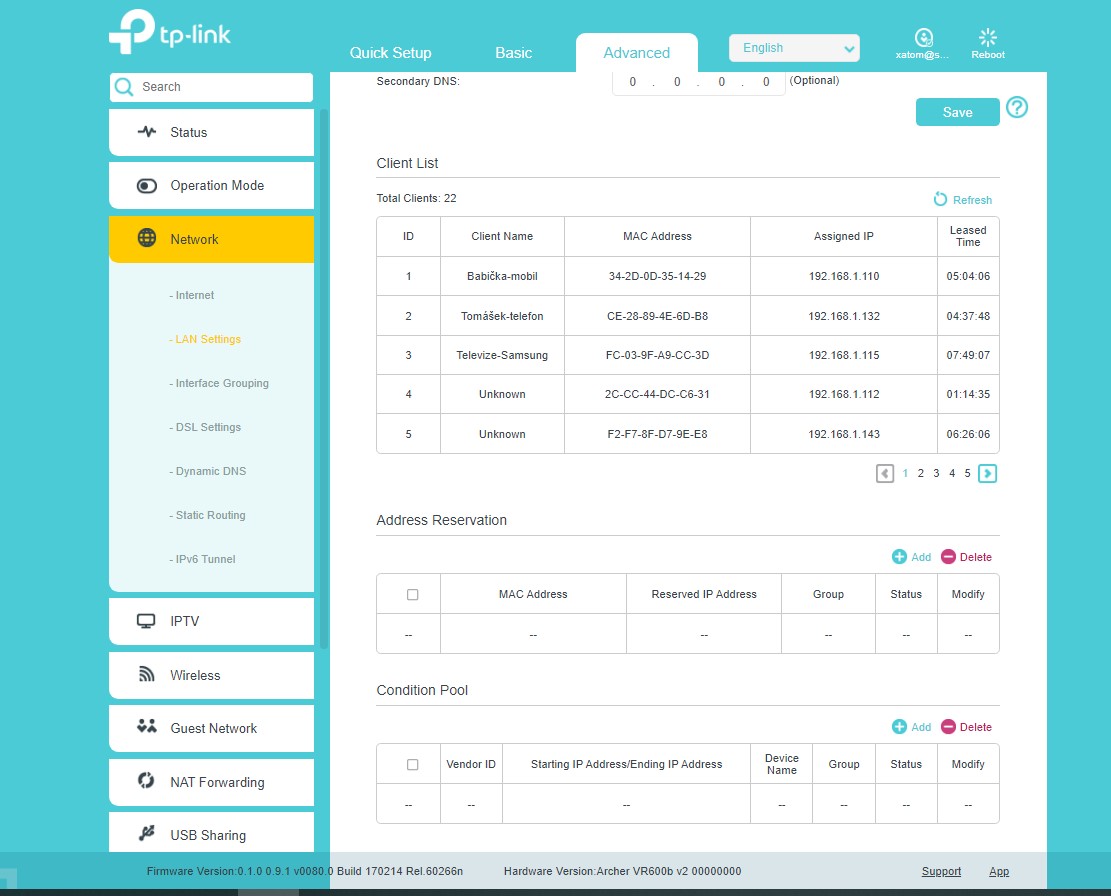 tp-link
Quick Setup
Basic
Advanced
English
xatom@s...
Reboot
Search
Status
Operation Mode
Network
- Internet
- LAN Settings
- Interface Grouping
- DSL Settings
- Dynamic DNS
- Static Routing
- IPv6 Tunnel
IPTV
Wireless
Guest Network
NAT Forwarding
USB Sharing
Secondary DNS: 0 . 0 . 0 . 0 (Optional)
Save
Client List
Total Clients: 22
Refresh
ID Client Name MAC Address Assigned IP Leased Time
1 Babička-mobil 34-2D-0D-35-14-29 192.168.1.110 05:04:06
2 Tomášek-telefon CE-28-89-4E-6D-B8 192.168.1.132 04:37:48
3 Televize-Samsung FC-03-9F-A9-CC-3D 192.168.1.115 07:49:07
4 Unknown 2C-CC-44-DC-C6-31 192.168.1.112 01:14:35
5 Unknown F2-F7-8F-D7-9E-E8 192.168.1.143 06:26:06
1 2 3 4 5
Address Reservation
Add Delete
MAC Address Reserved IP Address Group Status Modify
-- -- -- -- -- --
Condition Pool
Add Delete
Vendor ID Starting IP Address/Ending IP Address Device Name Group Status Modify
-- -- -- -- -- -- --
Firmware Version:0.1.0 0.9.1 v0080.0 Build 170214 Rel.60266n Hardware Version:Archer VR600b v2 00000000 Support App